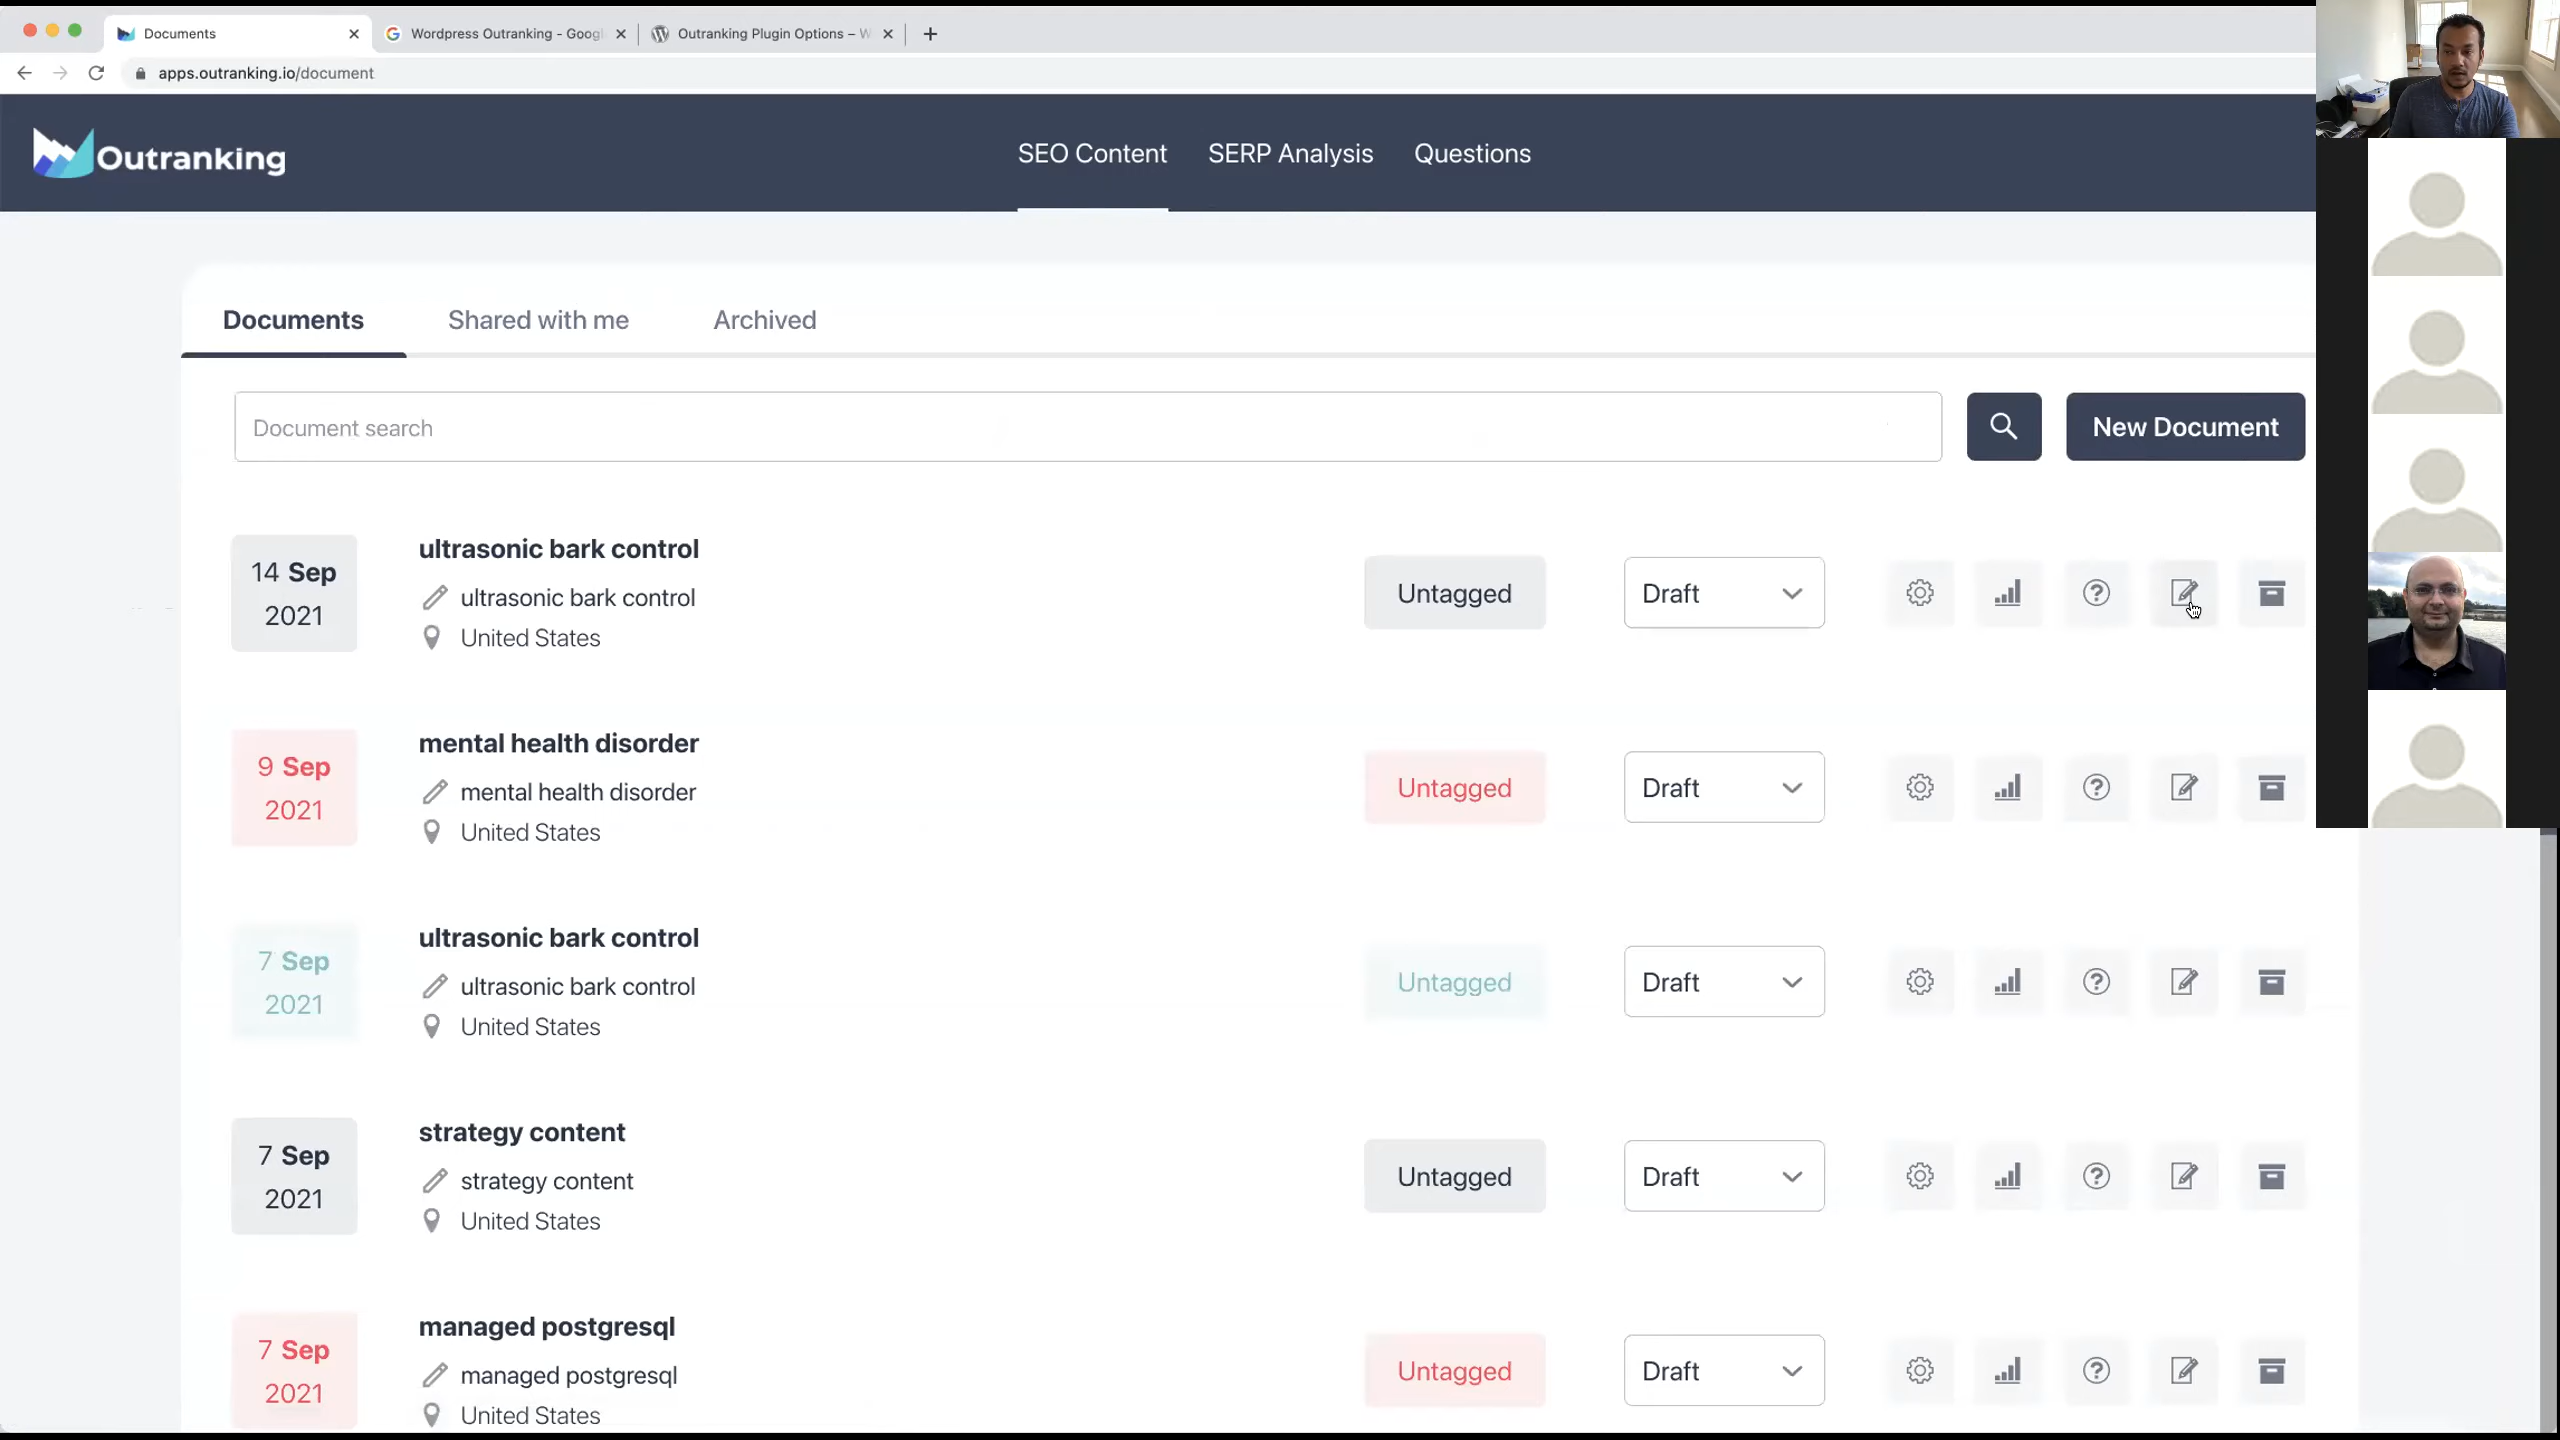 Documents
Wordpress Outranking - Googl
Outranking Plugin Options – W
apps.outranking.io/document
Outranking
SEO Content
SERP Analysis
Questions
Documents
Shared with me
Archived
Document search
New Document
14 Sep
2021
ultrasonic bark control
ultrasonic bark control
United States
Untagged
Draft
9 Sep
2021
mental health disorder
mental health disorder
United States
Untagged
Draft
7 Sep
2021
ultrasonic bark control
ultrasonic bark control
United States
Untagged
Draft
7 Sep
2021
strategy content
strategy content
United States
Untagged
Draft
7 Sep
2021
managed postgresql
managed postgresql
United States
Untagged
Draft